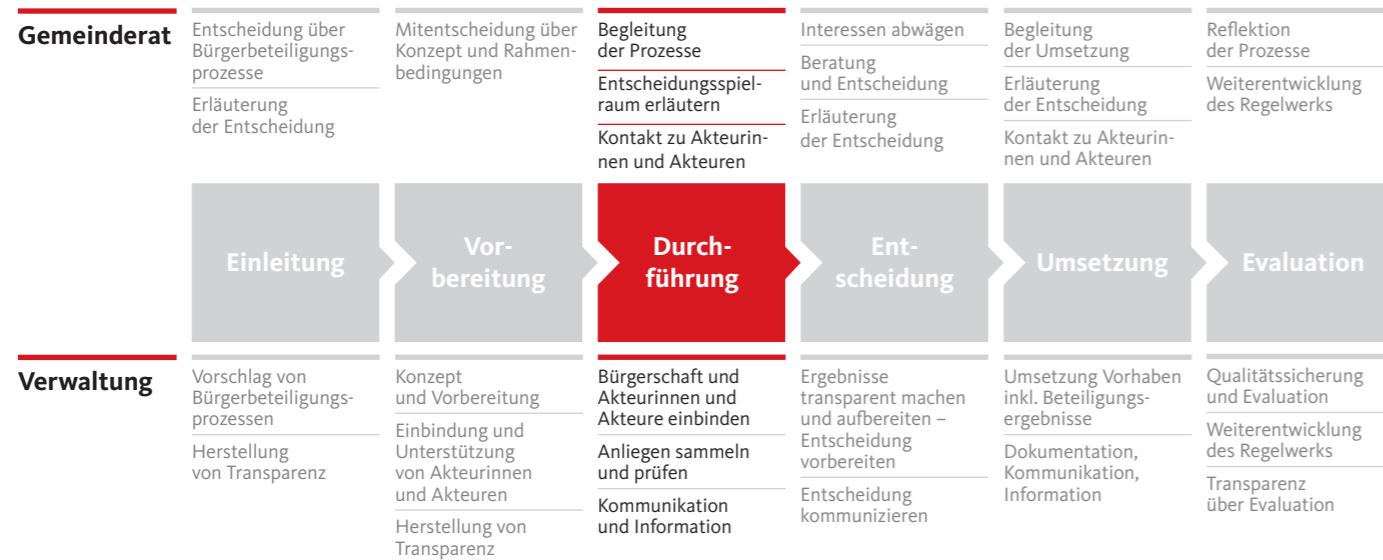 Gemeinderat
Entscheidung über
Bürgerbeteiligungs-
prozesse
Erläuterung
der Entscheidung
Mitentscheidung über
Konzept und Rahmen-
bedingungen
Begleitung
der Prozesse
Entscheidungsspiel-
raum erläutern
Kontakt zu Akteurin-
nen und Akteuren
Interessen abwägen
Beratung
und Entscheidung
Erläuterung
der Entscheidung
Begleitung
der Umsetzung
Erläuterung
der Entscheidung
Kontakt zu Akteurin-
nen und Akteuren
Reflektion
der Prozesse
Weiterentwicklung
des Regelwerks
Einleitung
Vor-
bereitung
Durch-
führung
Ent-
scheidung
Umsetzung
Evaluation
Verwaltung
Vorschlag von
Bürgerbeteiligungs-
prozessen
Herstellung
von Transparenz
Konzept
und Vorbereitung
Einbindung und
Unterstützung
von Akteurinnen
und Akteuren
Herstellung von
Transparenz
Bürgerschaft und
Akteurinnen und
Akteure einbinden
Anliegen sammeln
und prüfen
Kommunikation
und Information
Ergebnisse
transparent machen
und aufbereiten –
Entscheidung
vorbereiten
Entscheidung
kommunizieren
Umsetzung Vorhaben
inkl. Beteiligungs-
ergebnisse
Dokumentation,
Kommunikation,
Information
Qualitätssicherung
und Evaluation
Weiterentwicklung
des Regelwerks
Transparenz
über Evaluation